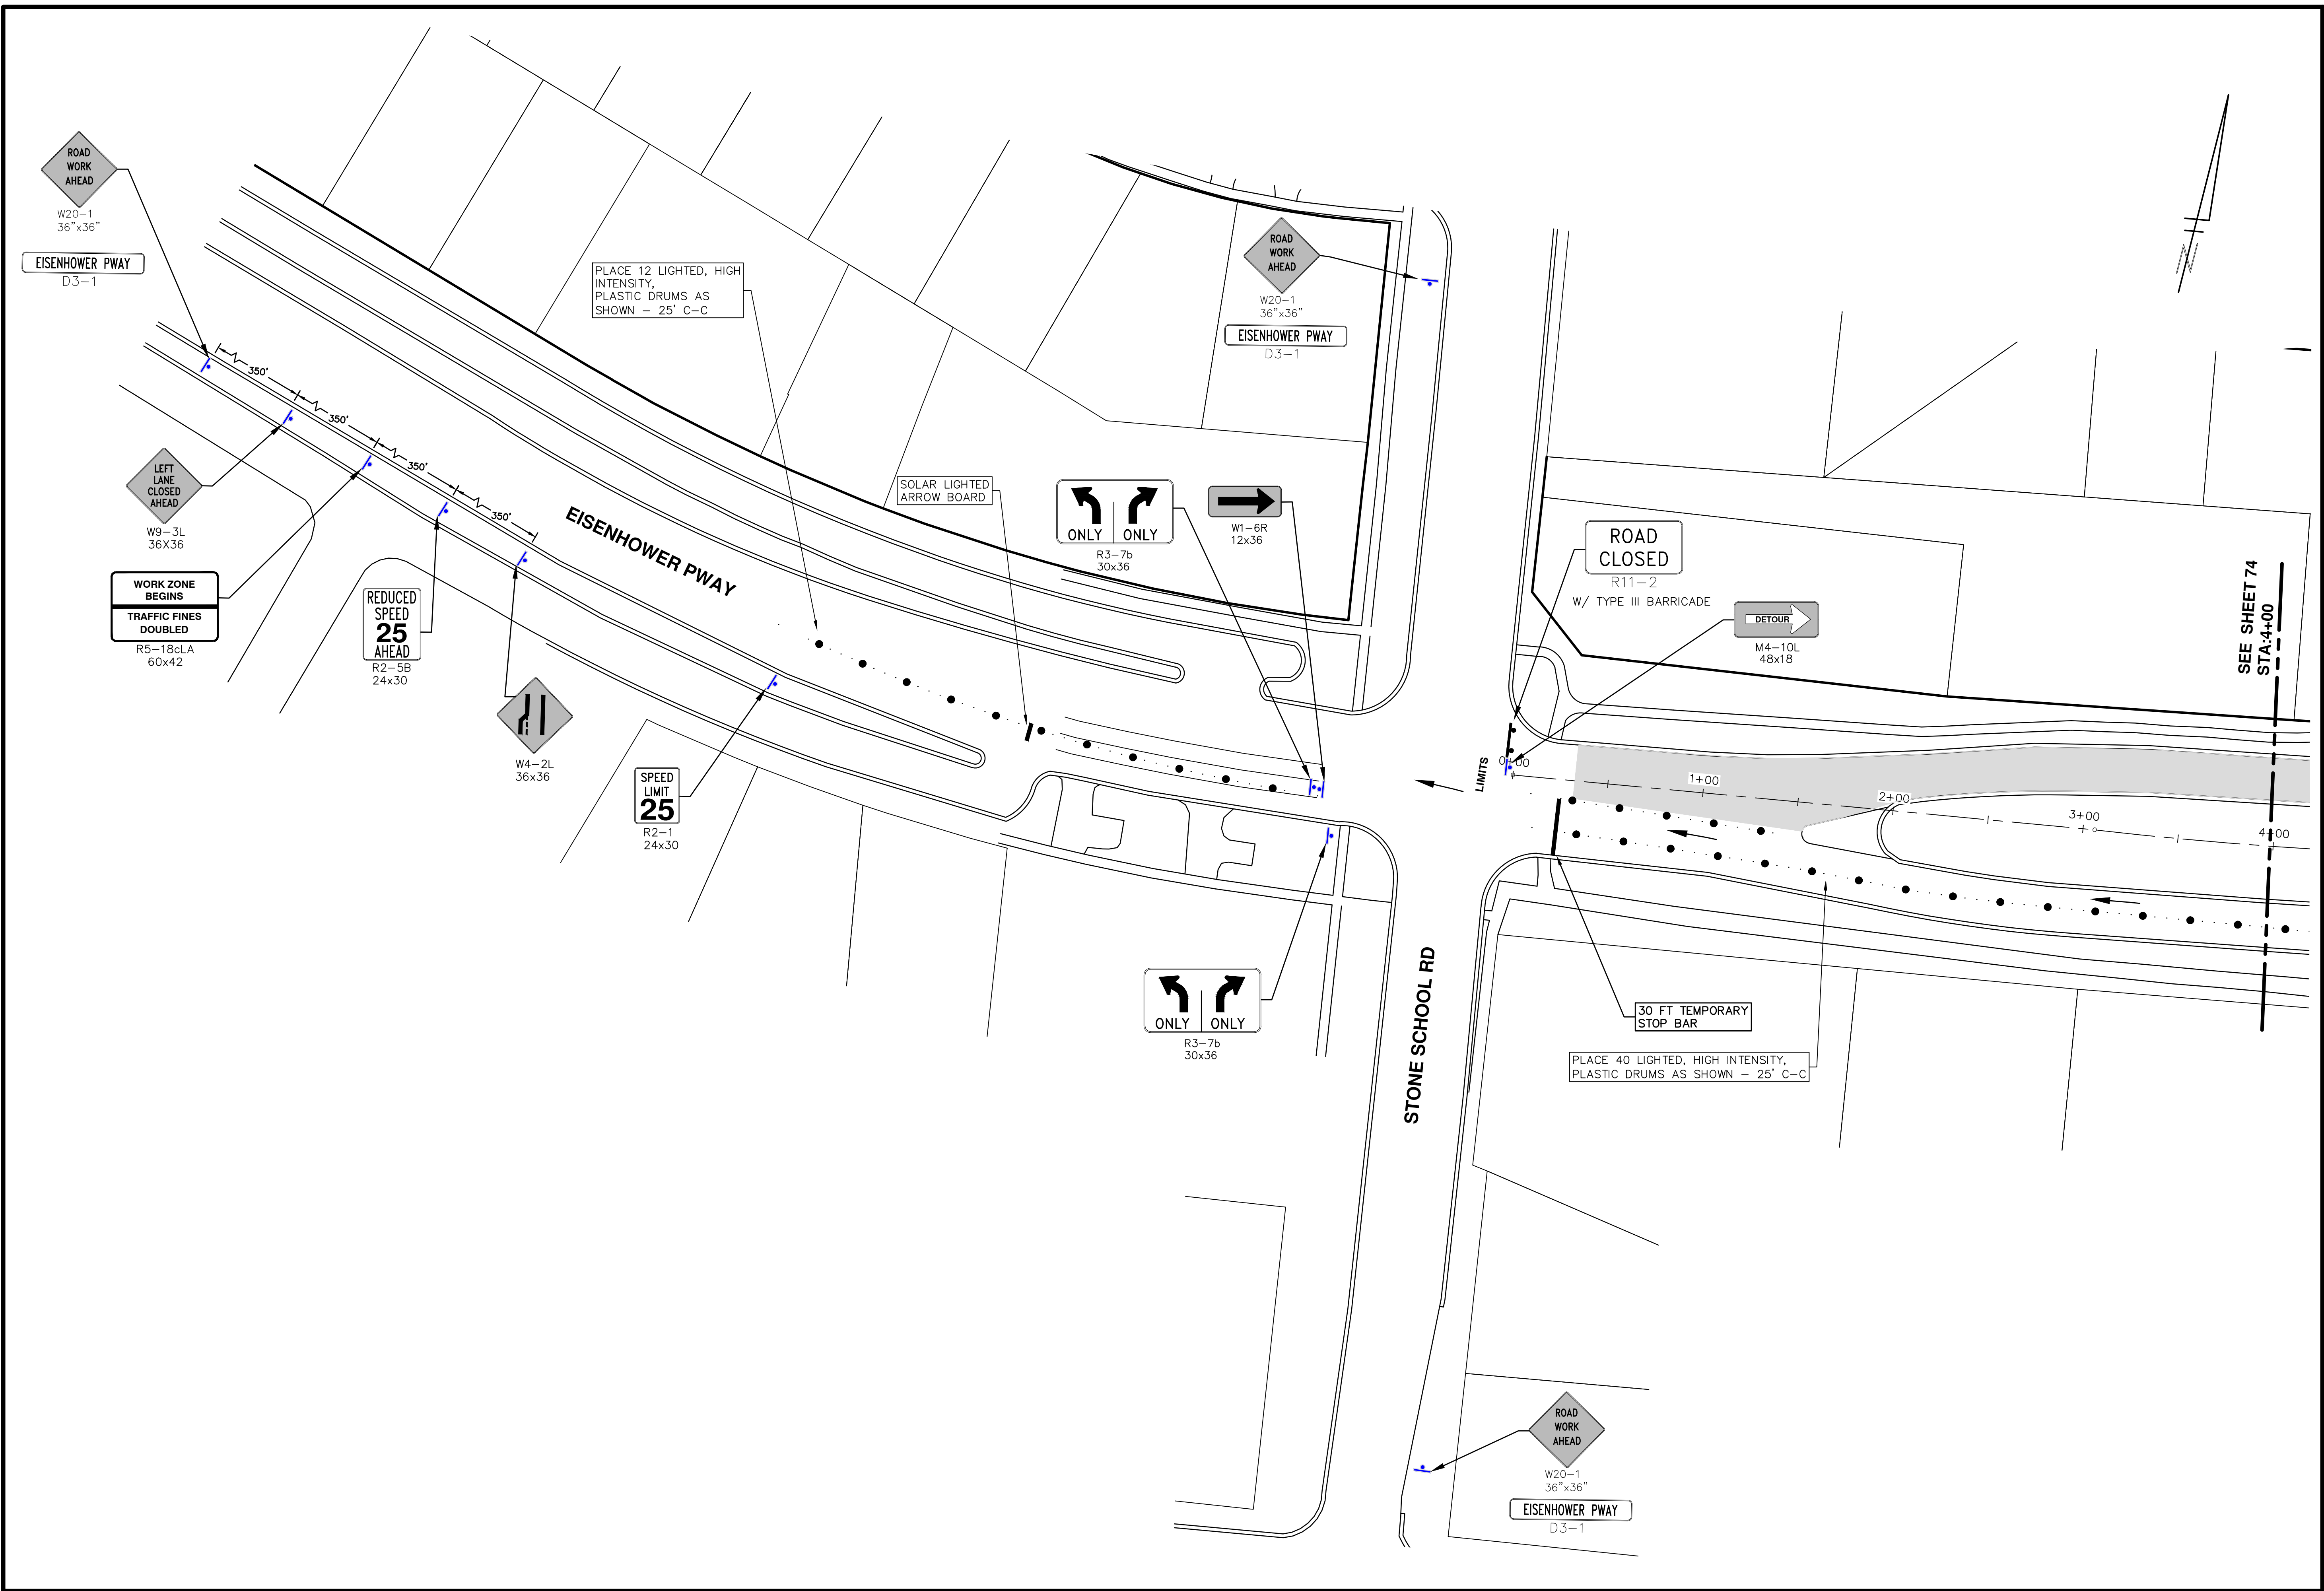 ROAD
WORK
AHEAD
W20-1
36"x36"
EISENHOWER PWAY
D3-1
350'
350'
350'
350'
LEFT
LANE
CLOSED
AHEAD
W9-3L
36X36
WORK ZONE
BEGINS
TRAFFIC FINES
DOUBLED
R5-18cLA
60x42
REDUCED
SPEED
25
AHEAD
R2-5B
24x30
W4-2L
36x36
SPEED
LIMIT
25
R2-1
24x30
EISENHOWER PWAY
PLACE 12 LIGHTED, HIGH
INTENSITY,
PLASTIC DRUMS AS
SHOWN - 25' C-C
SOLAR LIGHTED
ARROW BOARD
ONLY ONLY
R3-7b
30x36
W1-6R
12x36
ROAD
WORK
AHEAD
W20-1
36"x36"
EISENHOWER PWAY
D3-1
N
ROAD
CLOSED
R11-2
W/ TYPE III BARRICADE
DETOUR
M4-10L
48x18
LIMITS
0+00
1+00
2+00
3+00
4+00
SEE SHEET 74
STA:4+00
30 FT TEMPORARY
STOP BAR
PLACE 40 LIGHTED, HIGH INTENSITY,
PLASTIC DRUMS AS SHOWN - 25' C-C
ONLY ONLY
R3-7b
30x36
STONE SCHOOL RD
ROAD
WORK
AHEAD
W20-1
36"x36"
EISENHOWER PWAY
D3-1